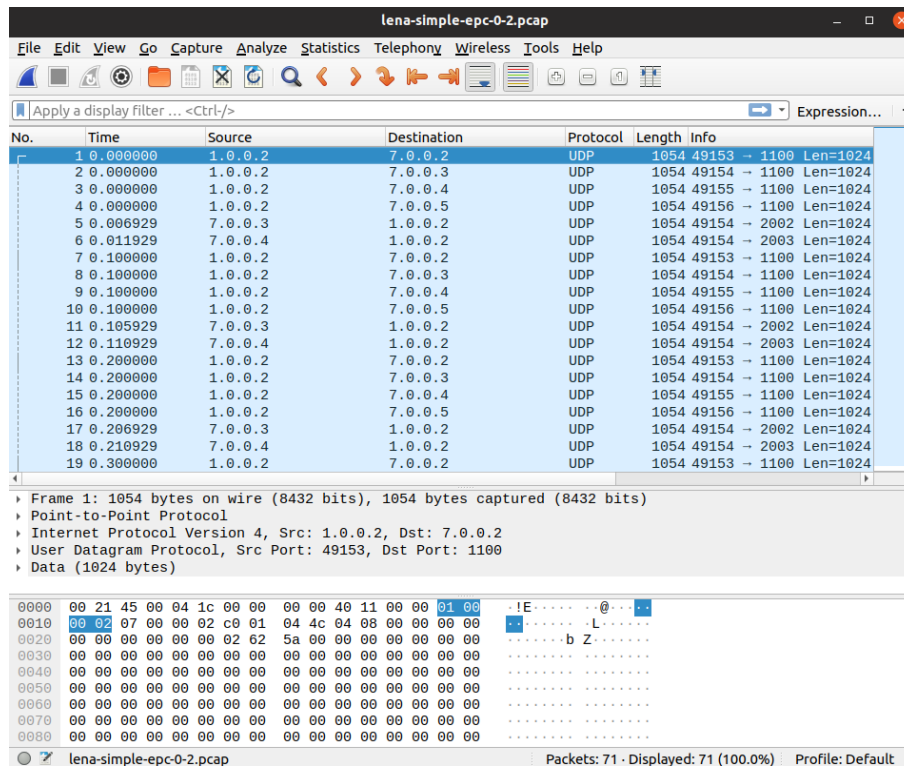 lena-simple-epc-0-2.pcap
File Edit View Go Capture Analyze Statistics Telephony Wireless Tools Help
Apply a display filter … <Ctrl-/> Expression…
No. Time Source Destination Protocol Length Info
1 0.000000 1.0.0.2 7.0.0.2 UDP 1054 49153 → 1100 Len=1024
2 0.000000 1.0.0.2 7.0.0.3 UDP 1054 49154 → 1100 Len=1024
3 0.000000 1.0.0.2 7.0.0.4 UDP 1054 49155 → 1100 Len=1024
4 0.000000 1.0.0.2 7.0.0.5 UDP 1054 49156 → 1100 Len=1024
5 0.006929 7.0.0.3 1.0.0.2 UDP 1054 49154 → 2002 Len=1024
6 0.011929 7.0.0.4 1.0.0.2 UDP 1054 49154 → 2003 Len=1024
7 0.100000 1.0.0.2 7.0.0.2 UDP 1054 49153 → 1100 Len=1024
8 0.100000 1.0.0.2 7.0.0.3 UDP 1054 49154 → 1100 Len=1024
9 0.100000 1.0.0.2 7.0.0.4 UDP 1054 49155 → 1100 Len=1024
10 0.100000 1.0.0.2 7.0.0.5 UDP 1054 49156 → 1100 Len=1024
11 0.105929 7.0.0.3 1.0.0.2 UDP 1054 49154 → 2002 Len=1024
12 0.110929 7.0.0.4 1.0.0.2 UDP 1054 49154 → 2003 Len=1024
13 0.200000 1.0.0.2 7.0.0.2 UDP 1054 49153 → 1100 Len=1024
14 0.200000 1.0.0.2 7.0.0.3 UDP 1054 49154 → 1100 Len=1024
15 0.200000 1.0.0.2 7.0.0.4 UDP 1054 49155 → 1100 Len=1024
16 0.200000 1.0.0.2 7.0.0.5 UDP 1054 49156 → 1100 Len=1024
17 0.206929 7.0.0.3 1.0.0.2 UDP 1054 49154 → 2002 Len=1024
18 0.210929 7.0.0.4 1.0.0.2 UDP 1054 49154 → 2003 Len=1024
19 0.300000 1.0.0.2 7.0.0.2 UDP 1054 49153 → 1100 Len=1024
Frame 1: 1054 bytes on wire (8432 bits), 1054 bytes captured (8432 bits)
Point-to-Point Protocol
Internet Protocol Version 4, Src: 1.0.0.2, Dst: 7.0.0.2
User Datagram Protocol, Src Port: 49153, Dst Port: 1100
Data (1024 bytes)
0000 00 21 45 00 04 1c 00 00 00 00 40 11 00 00 01 00 ·!E····· ··@·····
0010 00 02 07 00 00 02 c0 01 04 4c 04 08 00 00 00 00 ········ ·L······
0020 00 00 00 00 00 00 02 62 5a 00 00 00 00 00 00 00 ·······b Z·······
0030 00 00 00 00 00 00 00 00 00 00 00 00 00 00 00 00 ········ ········
0040 00 00 00 00 00 00 00 00 00 00 00 00 00 00 00 00 ········ ········
0050 00 00 00 00 00 00 00 00 00 00 00 00 00 00 00 00 ········ ········
0060 00 00 00 00 00 00 00 00 00 00 00 00 00 00 00 00 ········ ········
0070 00 00 00 00 00 00 00 00 00 00 00 00 00 00 00 00 ········ ········
0080 00 00 00 00 00 00 00 00 00 00 00 00 00 00 00 00 ········ ········
lena-simple-epc-0-2.pcap Packets: 71 · Displayed: 71 (100.0%) Profile: Default